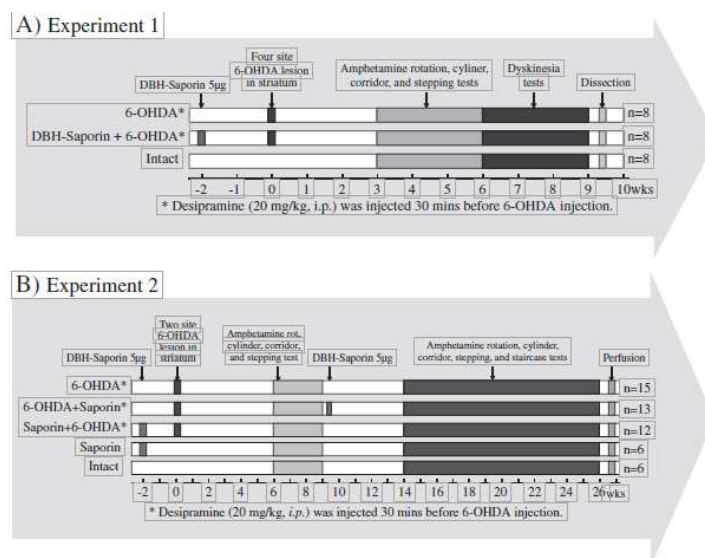 A) Experiment 1
DBH-Saporin 5µg
Four site
6-OHDA lesion
in striatum
Amphetamine rotation, cyliner,
corridor, and stepping tests
Dyskinesia
tests
Dissection
6-OHDA* n=8
DBH-Saporin + 6-OHDA* n=8
Intact n=8
-2 -1 0 1 2 3 4 5 6 7 8 9 10wks
* Desipramine (20 mg/kg, i.p.) was injected 30 mins before 6-OHDA injection.
B) Experiment 2
DBH-Saporin 5µg
Two site
6-OHDA
lesion in
striatum
Amphetamine rot,
cylinder, corridor,
and stepping test
DBH-Saporin 5µg
Amphetamine rotation, cylinder,
corridor, stepping, and staircase tests
Perfusion
6-OHDA* n=15
6-OHDA+Saporin* n=13
Saporin+6-OHDA* n=12
Saporin n=6
Intact n=6
-2 0 2 4 6 8 10 12 14 16 18 20 22 24 26wks
* Desipramine (20 mg/kg, i.p.) was injected 30 mins before 6-OHDA injection.